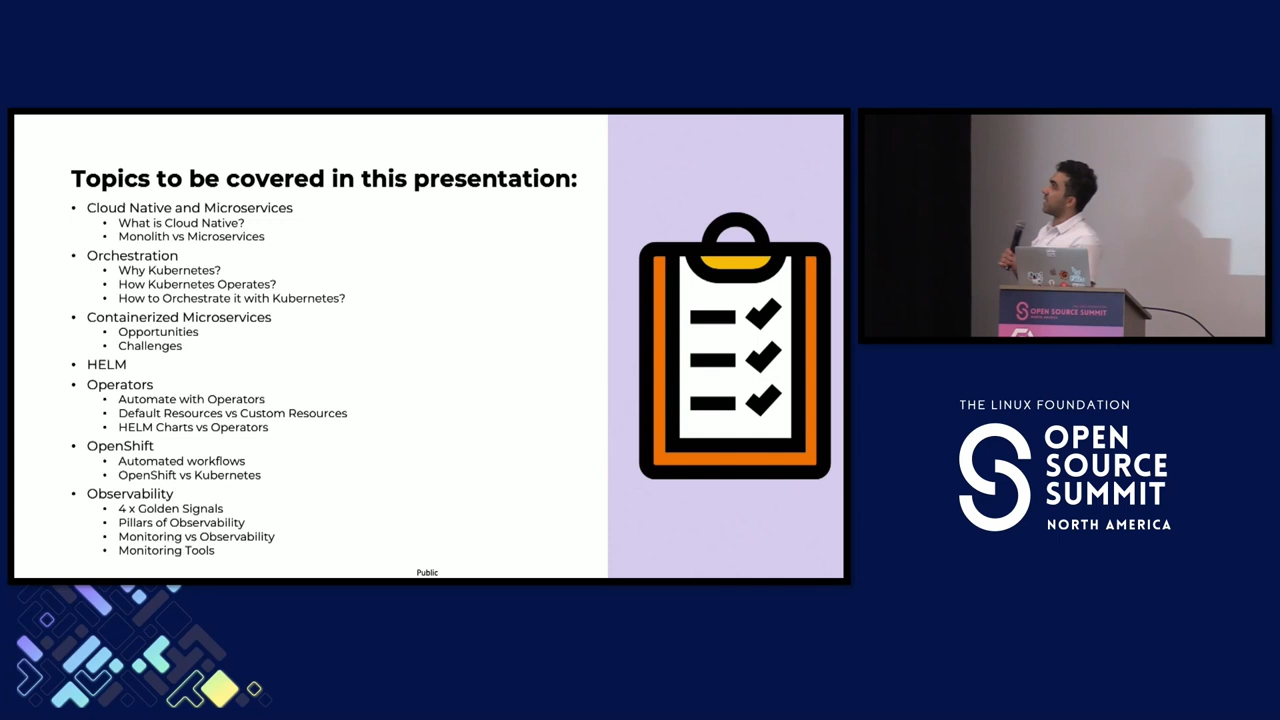 Topics to be covered in this presentation:
• Cloud Native and Microservices
• What is Cloud Native?
• Monolith vs Microservices
• Orchestration
• Why Kubernetes?
• How Kubernetes Operates?
• How to Orchestrate it with Kubernetes?
• Containerized Microservices
• Opportunities
• Challenges
• HELM
• Operators
• Automate with Operators
• Default Resources vs Custom Resources
• HELM Charts vs Operators
• OpenShift
• Automated workflows
• OpenShift vs Kubernetes
• Observability
• 4 x Golden Signals
• Pillars of Observability
• Monitoring vs Observability
• Monitoring Tools
Public
OPEN SOURCE SUMMIT
THE LINUX FOUNDATION
OPEN
SOURCE
SUMMIT
NORTH AMERICA